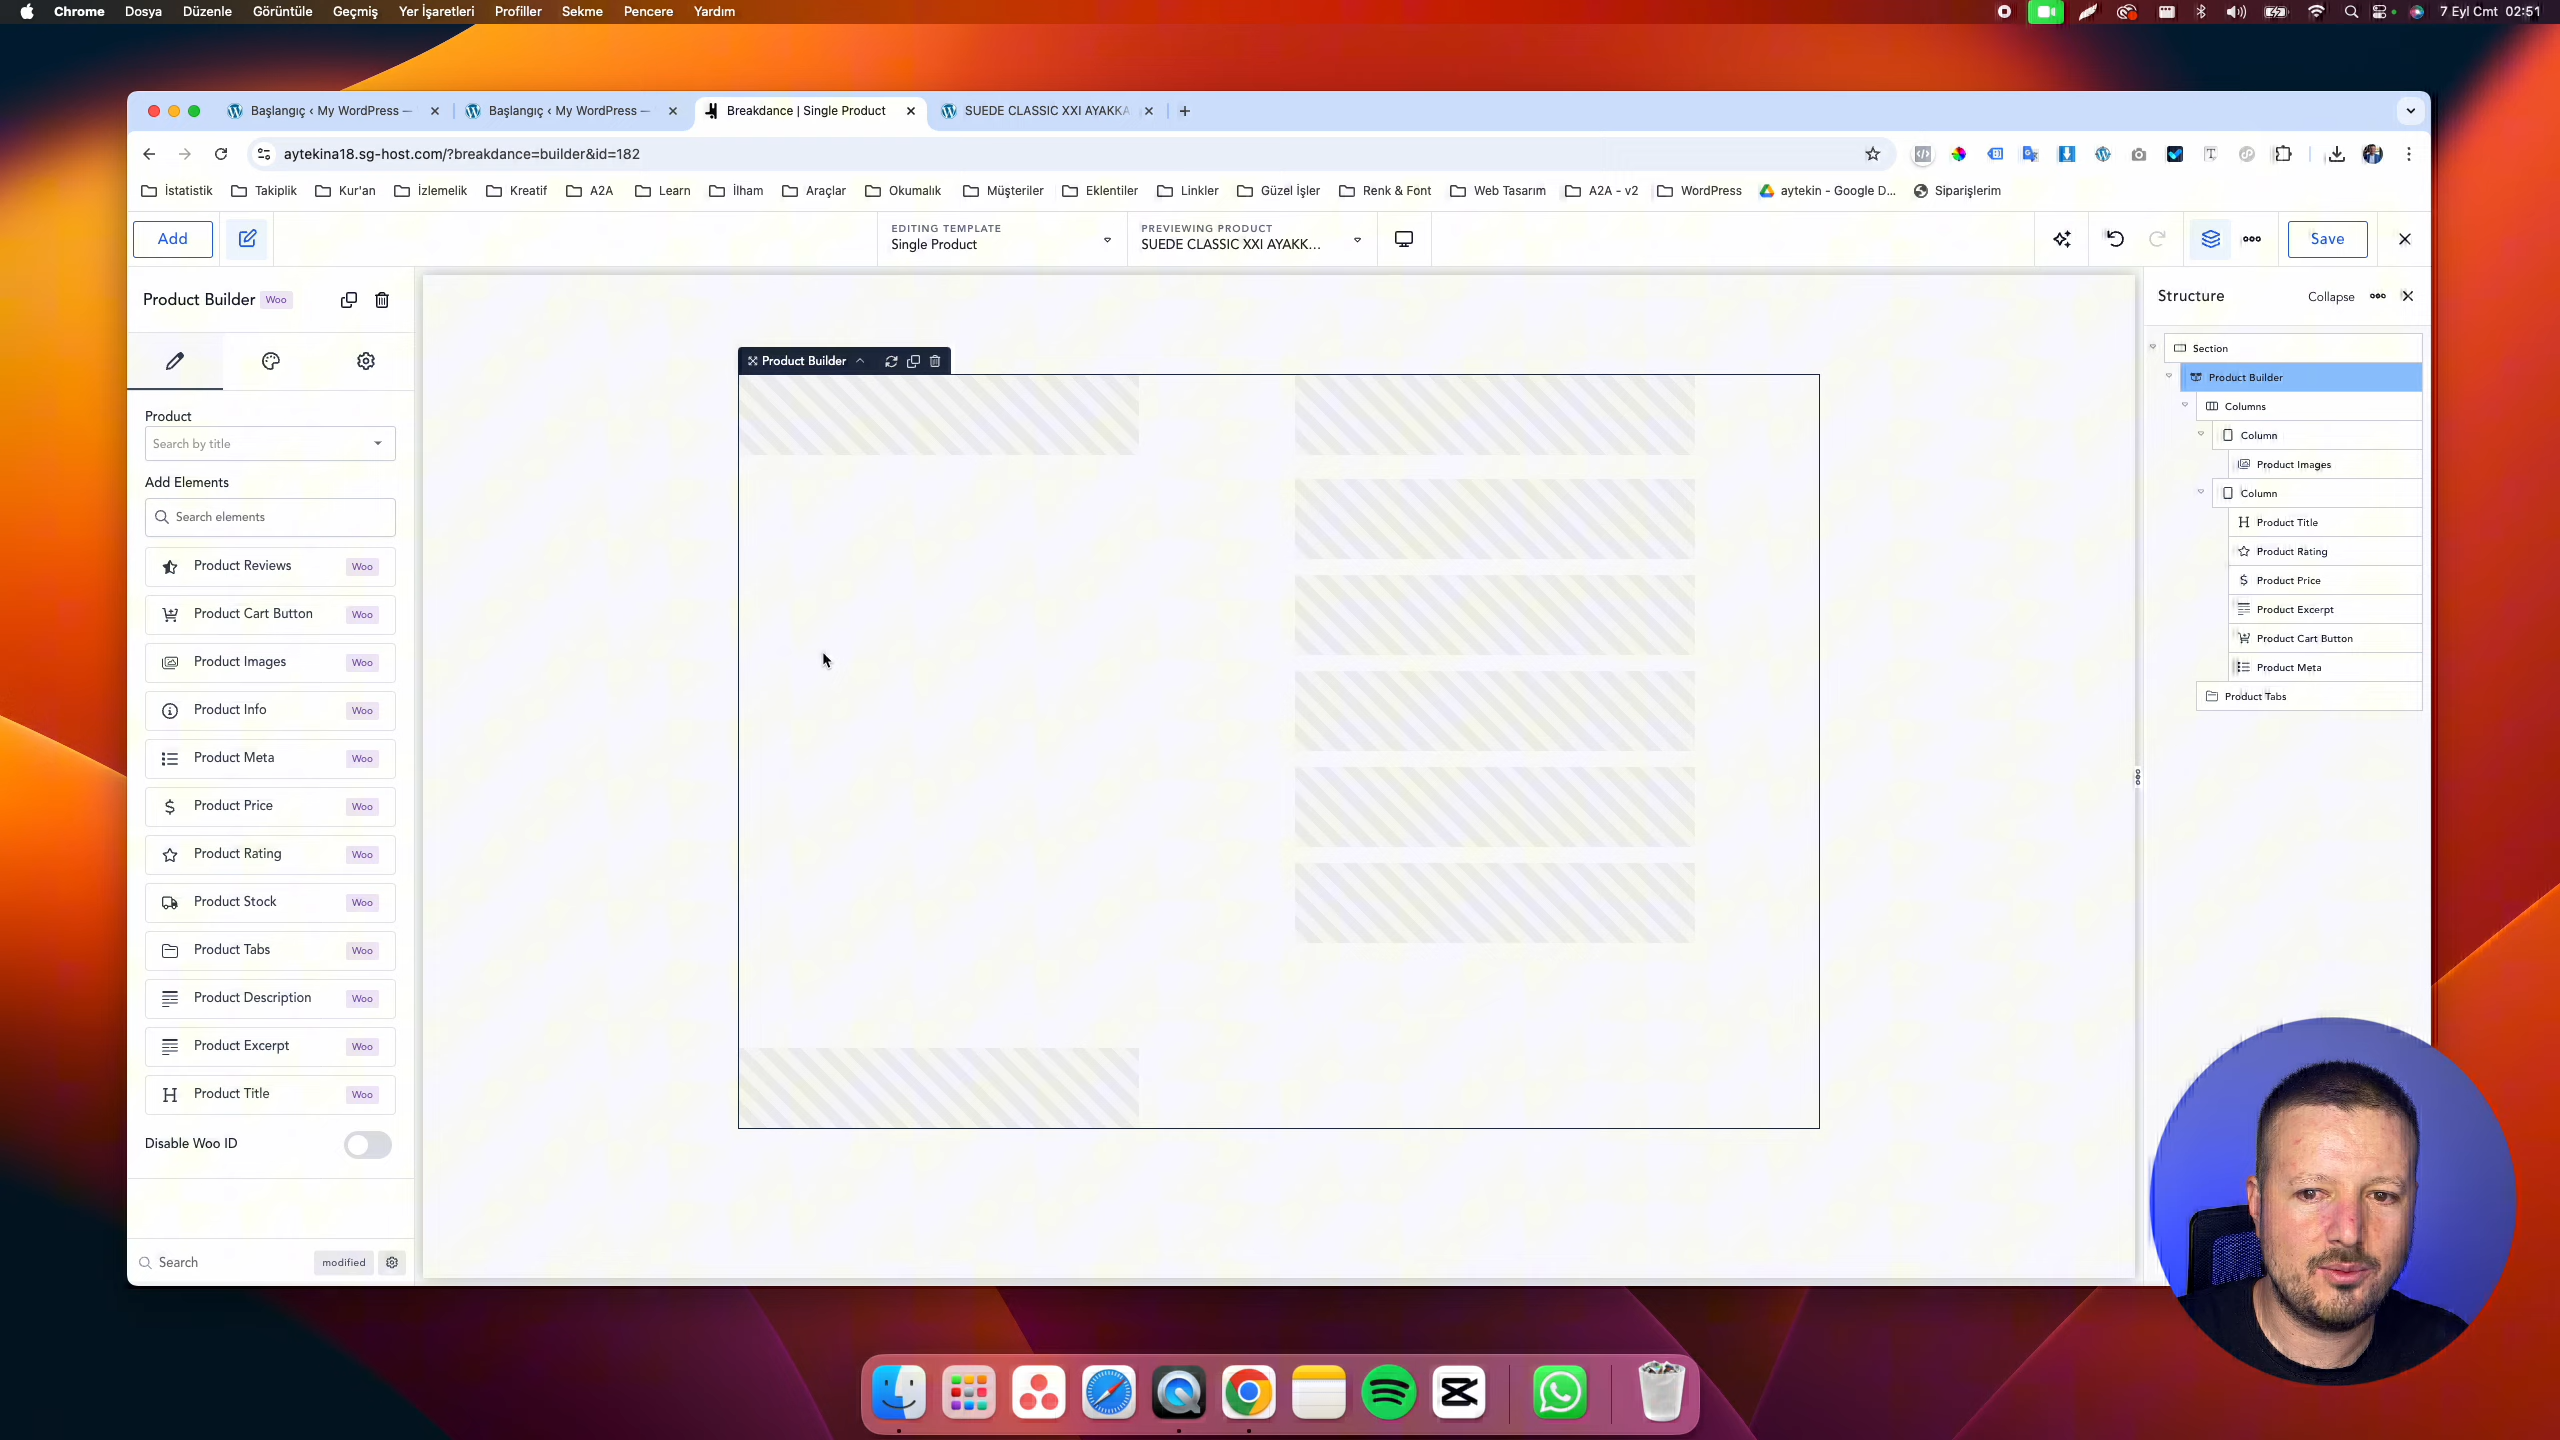 Chrome Dosya Düzenle Görüntüle Geçmiş Yer İşaretleri Profiller Sekme Pencere Yardım 7 Eyl Cmt 02:51
Başlangıç ‹ My WordPress — Başlangıç ‹ My WordPress — Breakdance | Single Product SUEDE CLASSIC XXI AYAKKA
aytekina18.sg-host.com/?breakdance=builder&id=182
İstatistik Takiplik Kur'an İzlemelik Kreatif A2A Learn İlham Araçlar Okumalık Müşteriler Eklentiler Linkler Güzel İşler Renk & Font Web Tasarım A2A - v2 WordPress aytekin - Google D... Siparişlerim
Add
EDITING TEMPLATE
Single Product
PREVIEWING PRODUCT
SUEDE CLASSIC XXI AYAKK...
Save
Product Builder Woo
Product
Search by title
Add Elements
Search elements
Product Reviews Woo
Product Cart Button Woo
Product Images Woo
Product Info Woo
Product Meta Woo
Product Price Woo
Product Rating Woo
Product Stock Woo
Product Tabs Woo
Product Description Woo
Product Excerpt Woo
Product Title Woo
Disable Woo ID
Search modified
Product Builder
Structure Collapse
Section
Product Builder
Columns
Column
Product Images
Column
Product Title
Product Rating
Product Price
Product Excerpt
Product Cart Button
Product Meta
Product Tabs